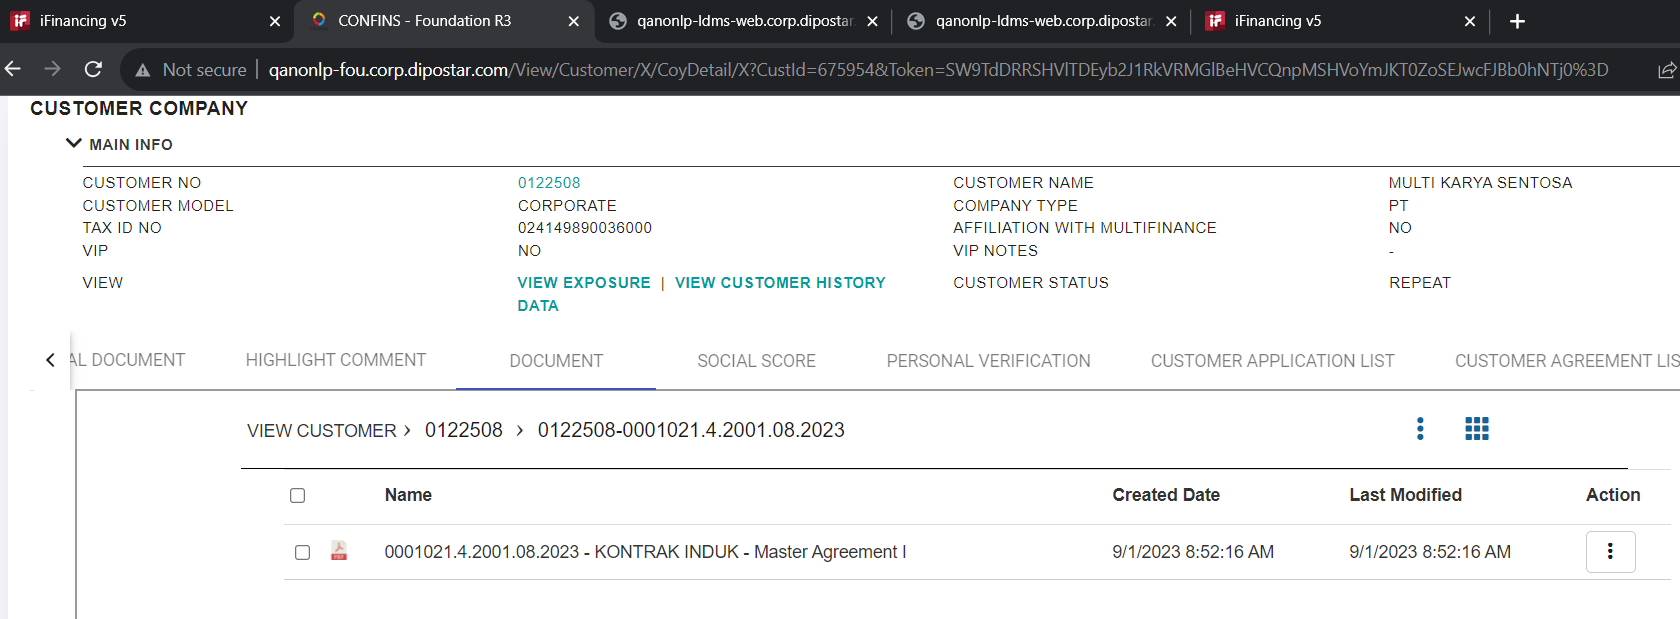 iFinancing v5
CONFINS - Foundation R3
qanonlp-ldms-web.corp.dipostar.
qanonlp-ldms-web.corp.dipostar.
iFinancing v5
Not secure
qanonlp-fou.corp.dipostar.com/View/Customer/X/CoyDetail/X?CustId=675954&Token=SW9TdDRRSHVlTDEyb2J1RkVRMGlBeHVCQnpMSHVoYmJKT0ZoSEJwcFJBb0hNTj0%3D
CUSTOMER COMPANY
MAIN INFO
CUSTOMER NO 0122508 CUSTOMER NAME MULTI KARYA SENTOSA
CUSTOMER MODEL CORPORATE COMPANY TYPE PT
TAX ID NO 024149890036000 AFFILIATION WITH MULTIFINANCE NO
VIP NO VIP NOTES -
VIEW VIEW EXPOSURE | VIEW CUSTOMER HISTORY CUSTOMER STATUS REPEAT
DATA
AL DOCUMENT HIGHLIGHT COMMENT DOCUMENT SOCIAL SCORE PERSONAL VERIFICATION CUSTOMER APPLICATION LIST CUSTOMER AGREEMENT LIS
VIEW CUSTOMER > 0122508 > 0122508-0001021.4.2001.08.2023
Name Created Date Last Modified Action
0001021.4.2001.08.2023 - KONTRAK INDUK - Master Agreement I 9/1/2023 8:52:16 AM 9/1/2023 8:52:16 AM